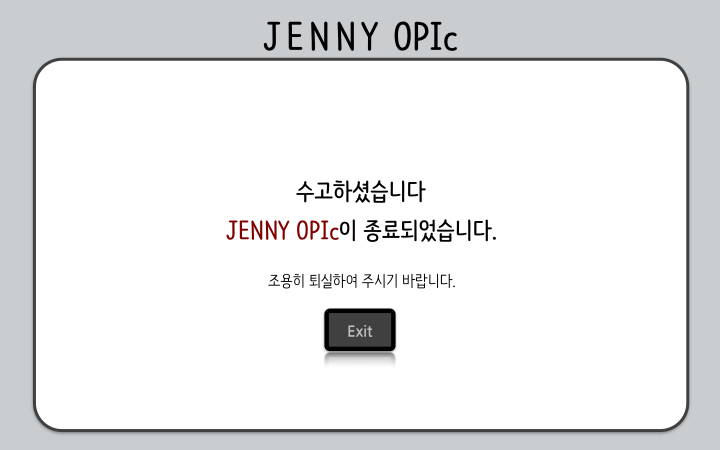 JENNY OPIc
수고하셨습니다
JENNY OPIc이 종료되었습니다.
조용히 퇴실하여 주시기 바랍니다.
Exit